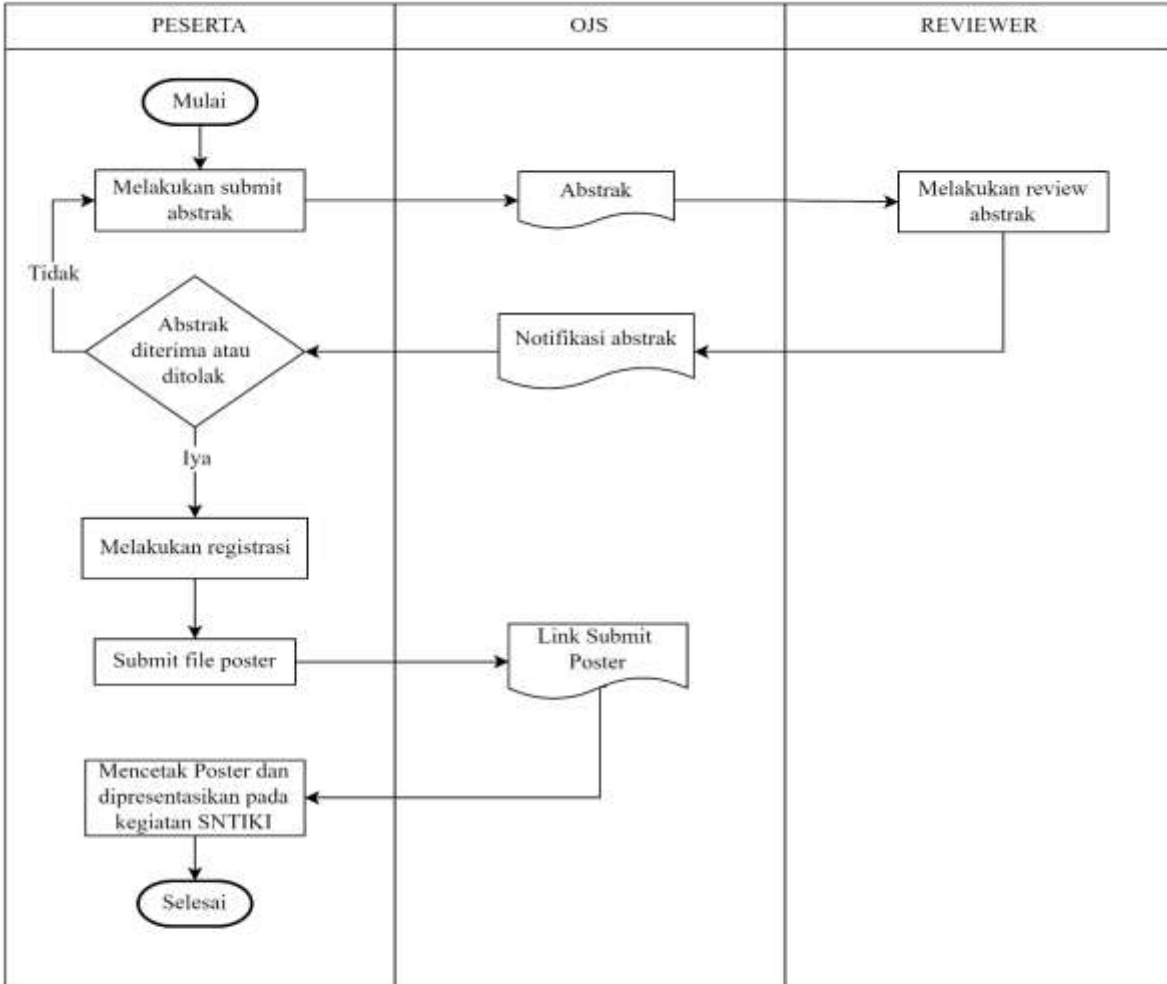 PESERTA
OJS
REVIEWER
Mulai
Melakukan submit
abstrak
Abstrak
Melakukan review
abstrak
Tidak
Abstrak
diterima atau
ditolak
Notifikasi abstrak
Iya
Melakukan registrasi
Submit file poster
Link Submit
Poster
Mencetak Poster dan
dipresentasikan pada
kegiatan SNTIKI
Selesai